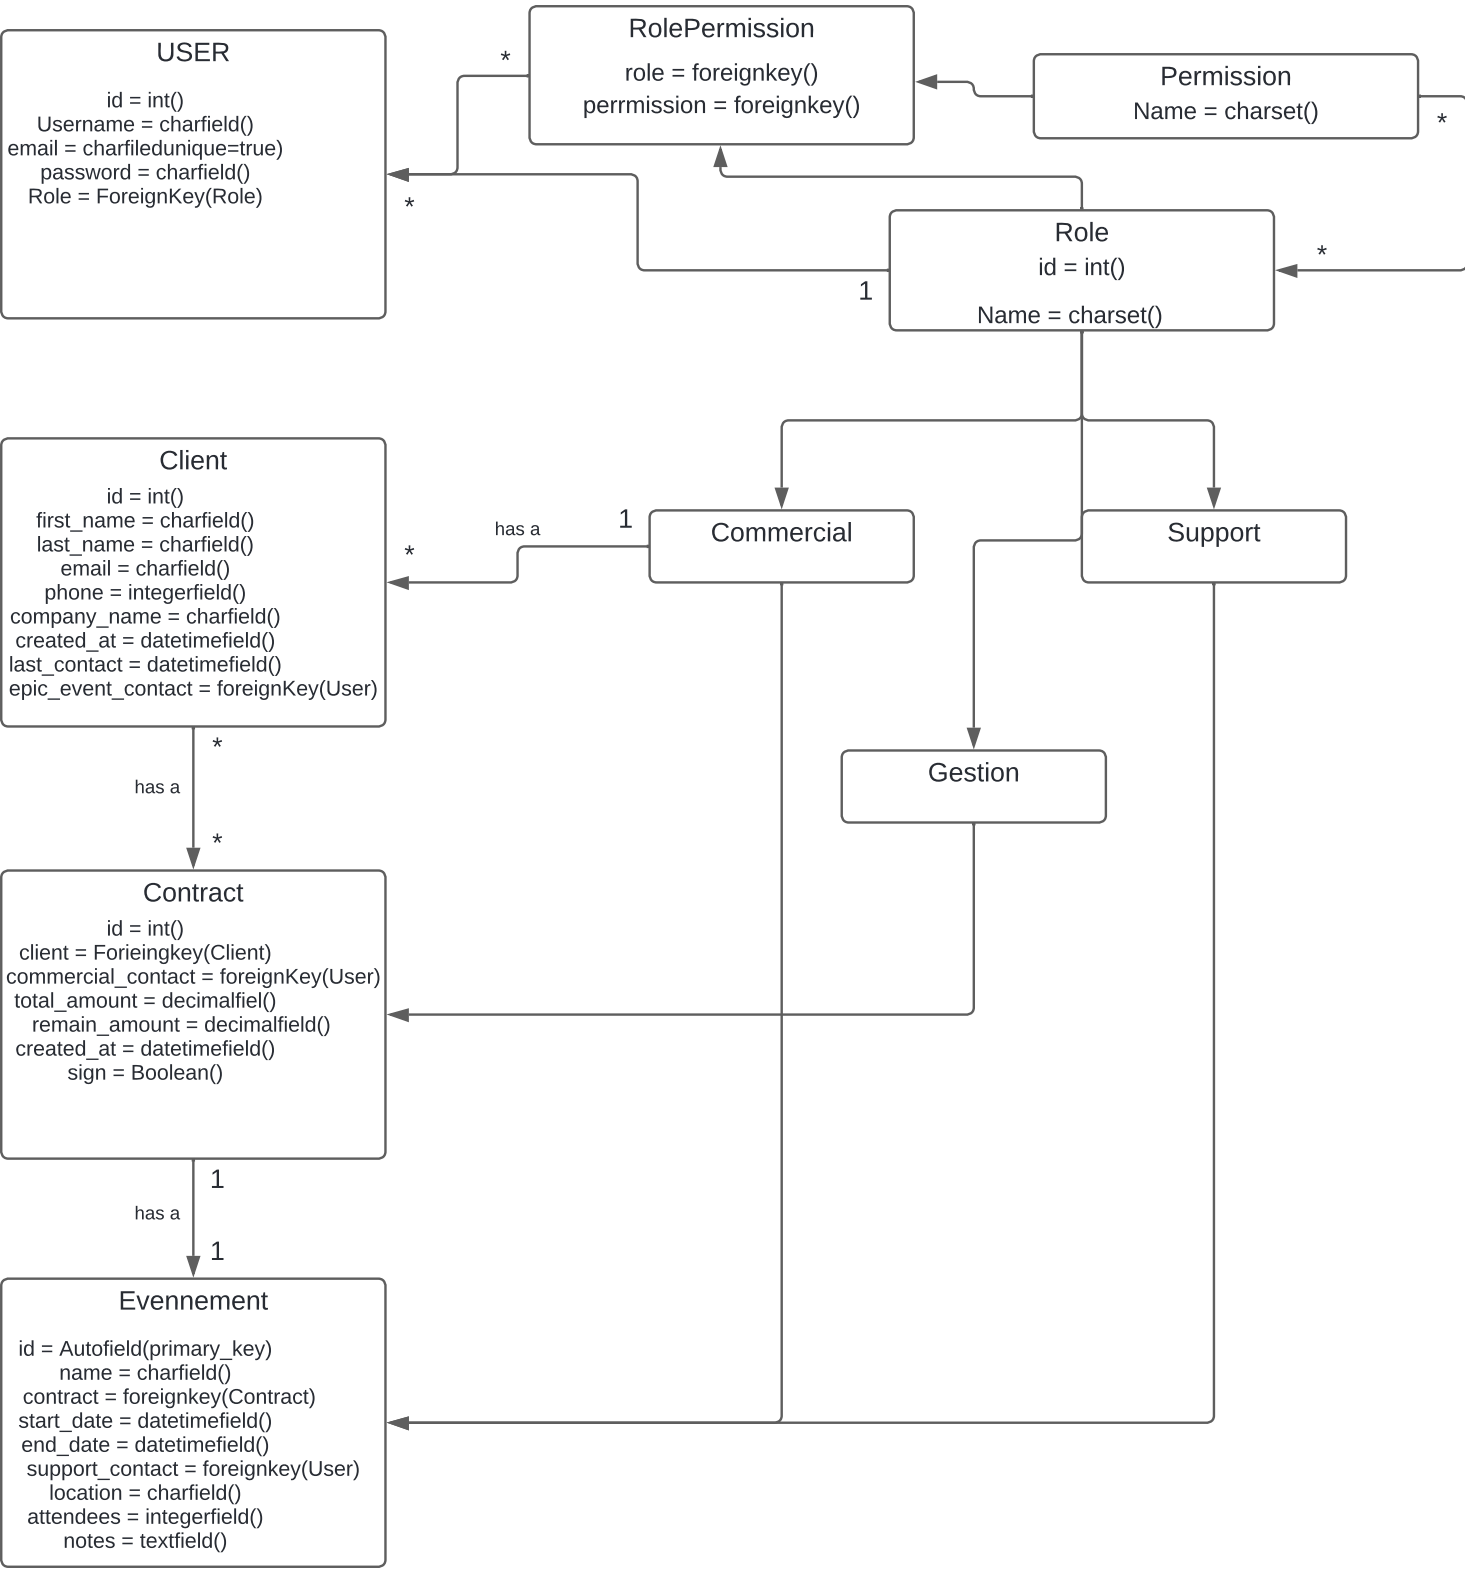 USER
id = int()
Username = charfield()
email = charfiledunique=true)
password = charfield()
Role = ForeignKey(Role)
*
*
RolePermission
role = foreignkey()
perrmission = foreignkey()
Permission
Name = charset()
*
Role
id = int()
Name = charset()
*
1
Client
id = int()
first_name = charfield()
last_name = charfield()
email = charfield()
phone = integerfield()
company_name = charfield()
created_at = datetimefield()
last_contact = datetimefield()
epic_event_contact = foreignKey(User)
*
has a
1
Commercial
Support
Gestion
*
has a
*
Contract
id = int()
client = Forieingkey(Client)
commercial_contact = foreignKey(User)
total_amount = decimalfiel()
remain_amount = decimalfield()
created_at = datetimefield()
sign = Boolean()
1
has a
1
Evennement
id = Autofield(primary_key)
name = charfield()
contract = foreignkey(Contract)
start_date = datetimefield()
end_date = datetimefield()
support_contact = foreignkey(User)
location = charfield()
attendees = integerfield()
notes = textfield()